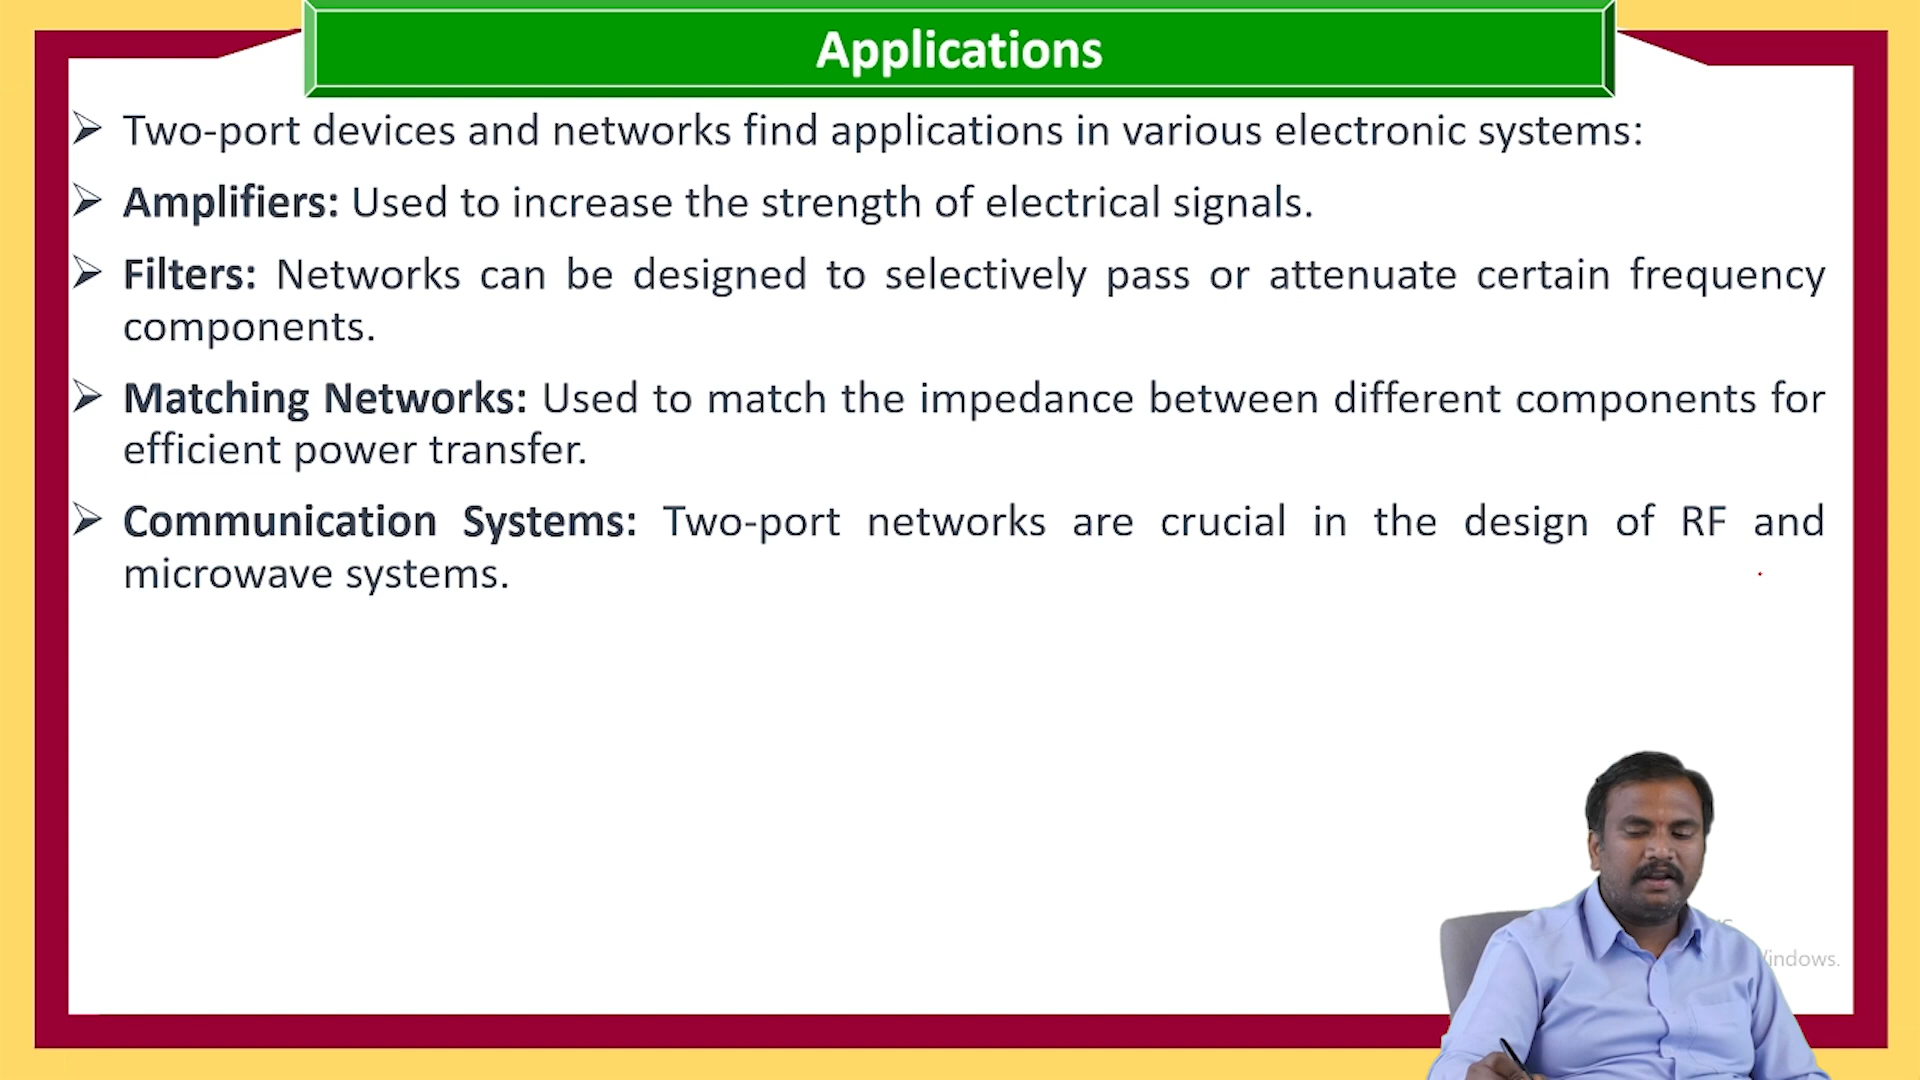 Applications
Two-port devices and networks find applications in various electronic systems:
Amplifiers: Used to increase the strength of electrical signals.
Filters: Networks can be designed to selectively pass or attenuate certain frequency
components.
Matching Networks: Used to match the impedance between different components for
efficient power transfer.
Communication Systems: Two-port networks are crucial in the design of RF and
microwave systems.